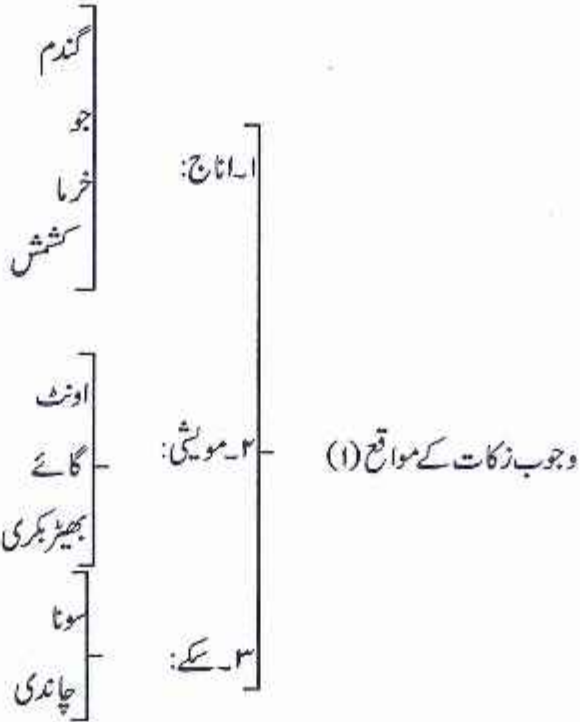 وجوب زکات کے مواقع (۱)
۱۔اناج:
گندم
جو
خرما
کشمش
۲۔مویشی:
اونٹ
گائے
بھیڑ بکری
۳۔سکے:
سونا
چاندی